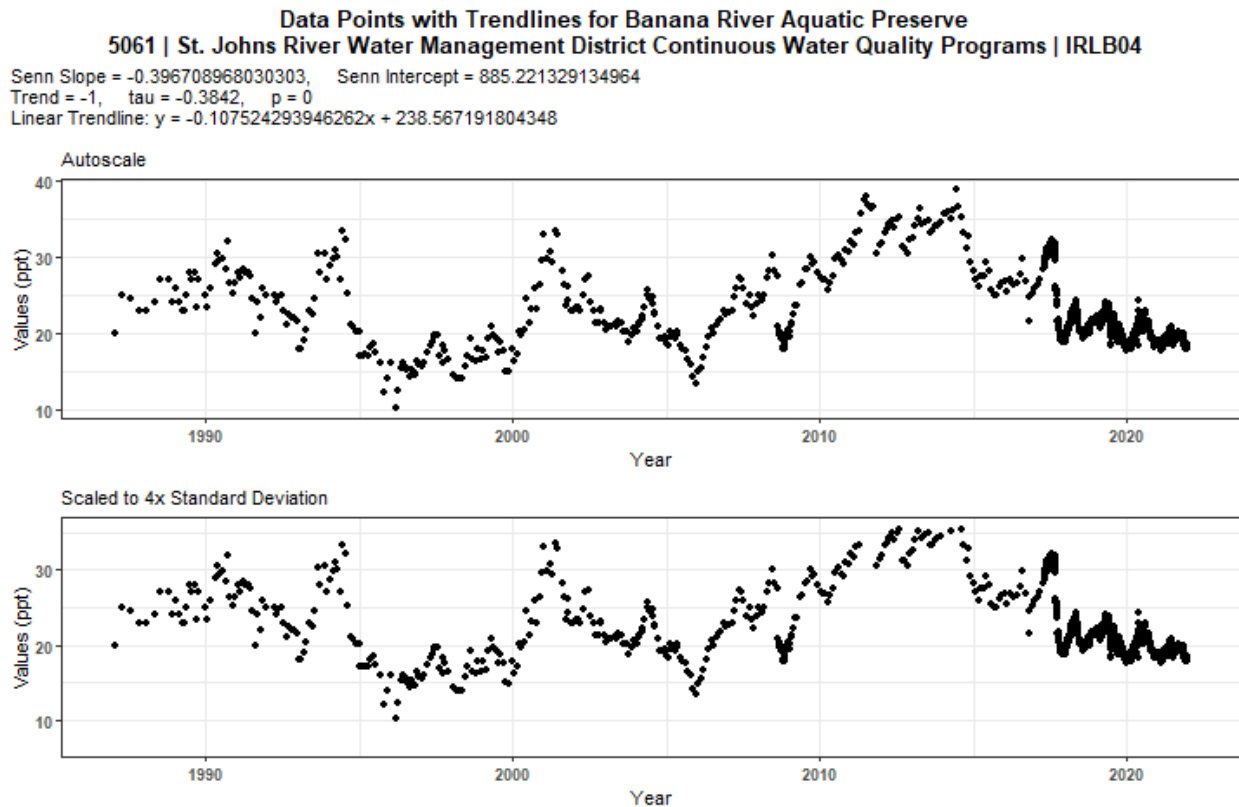 Data Points with Trendlines for Banana River Aquatic Preserve
5061 | St. Johns River Water Management District Continuous Water Quality Programs | IRLB04
Senn Slope = -0.396708968030303, Senn Intercept = 885.221329134964
Trend = -1, tau = -0.3842, p = 0
Linear Trendline: y = -0.107524293946262x + 238.567191804348
Autoscale
Values (ppt)
40
30
20
10
1990 2000 2010 2020
Year
Scaled to 4x Standard Deviation
Values (ppt)
30
20
10
1990 2000 2010 2020
Year